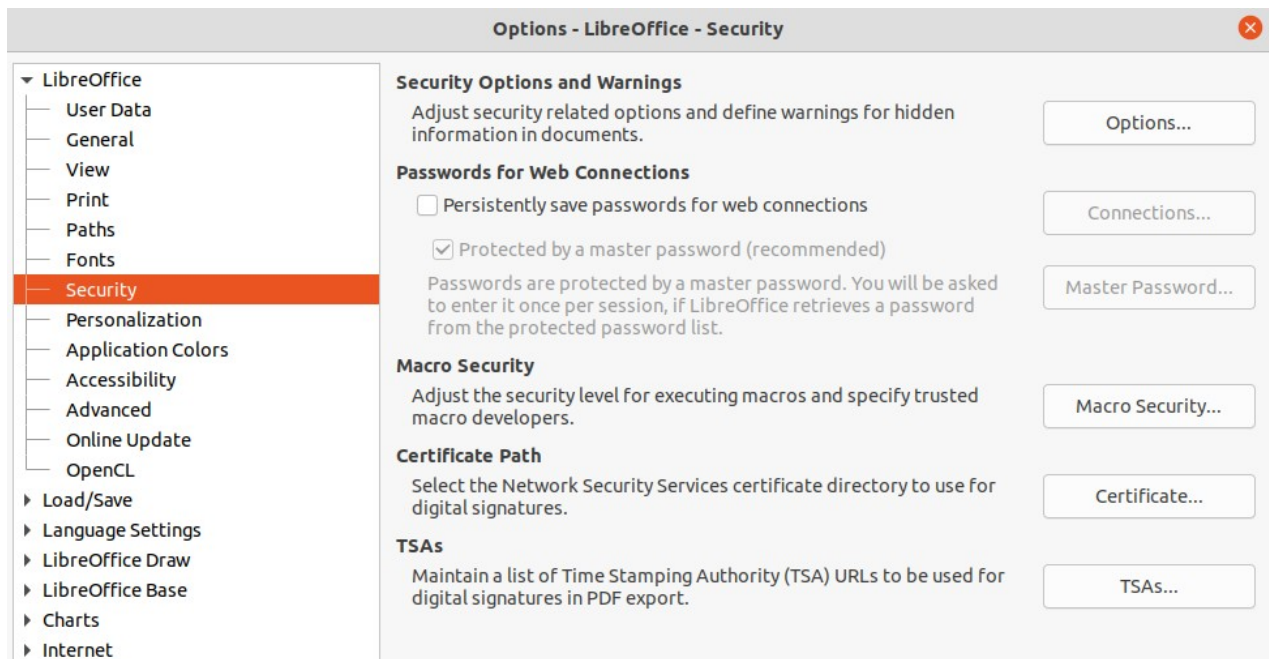 Options - LibreOffice - Security
LibreOffice
User Data
General
View
Print
Paths
Fonts
Security
Personalization
Application Colors
Accessibility
Advanced
Online Update
OpenCL
Load/Save
Language Settings
LibreOffice Draw
LibreOffice Base
Charts
Internet
Security Options and Warnings
Adjust security related options and define warnings for hidden
information in documents.
Options...
Passwords for Web Connections
Persistently save passwords for web connections
Connections...
Protected by a master password (recommended)
Passwords are protected by a master password. You will be asked
to enter it once per session, if LibreOffice retrieves a password
from the protected password list.
Master Password...
Macro Security
Adjust the security level for executing macros and specify trusted
macro developers.
Macro Security...
Certificate Path
Select the Network Security Services certificate directory to use for
digital signatures.
Certificate...
TSAs
Maintain a list of Time Stamping Authority (TSA) URLs to be used for
digital signatures in PDF export.
TSAs...